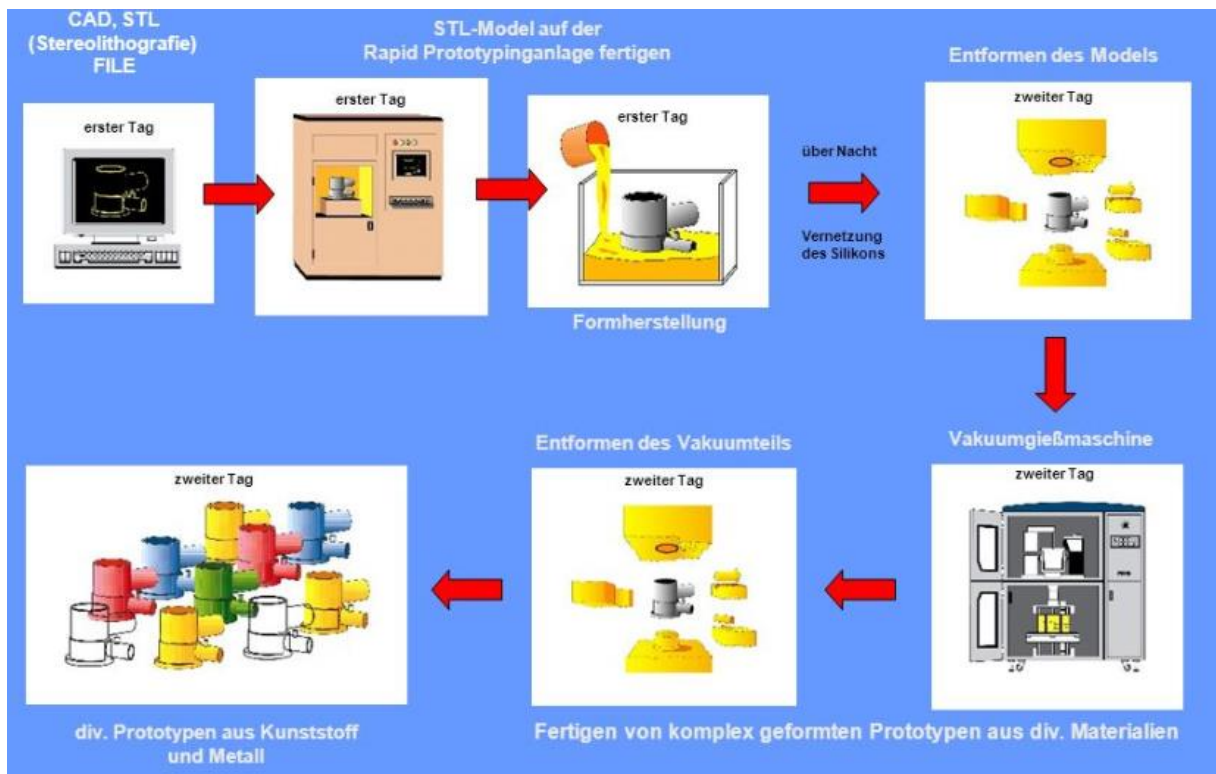 CAD, STL
(Stereolithografie)
FILE
erster Tag
STL-Model auf der
Rapid Prototypinganlage fertigen
erster Tag
erster Tag
Formherstellung
über Nacht
Vernetzung
des Silikons
Entformen des Models
zweiter Tag
Vakuumgießmaschine
zweiter Tag
Entformen des Vakuumteils
zweiter Tag
Fertigen von komplex geformten Prototypen aus div. Materialien
zweiter Tag
div. Prototypen aus Kunststoff
und Metall